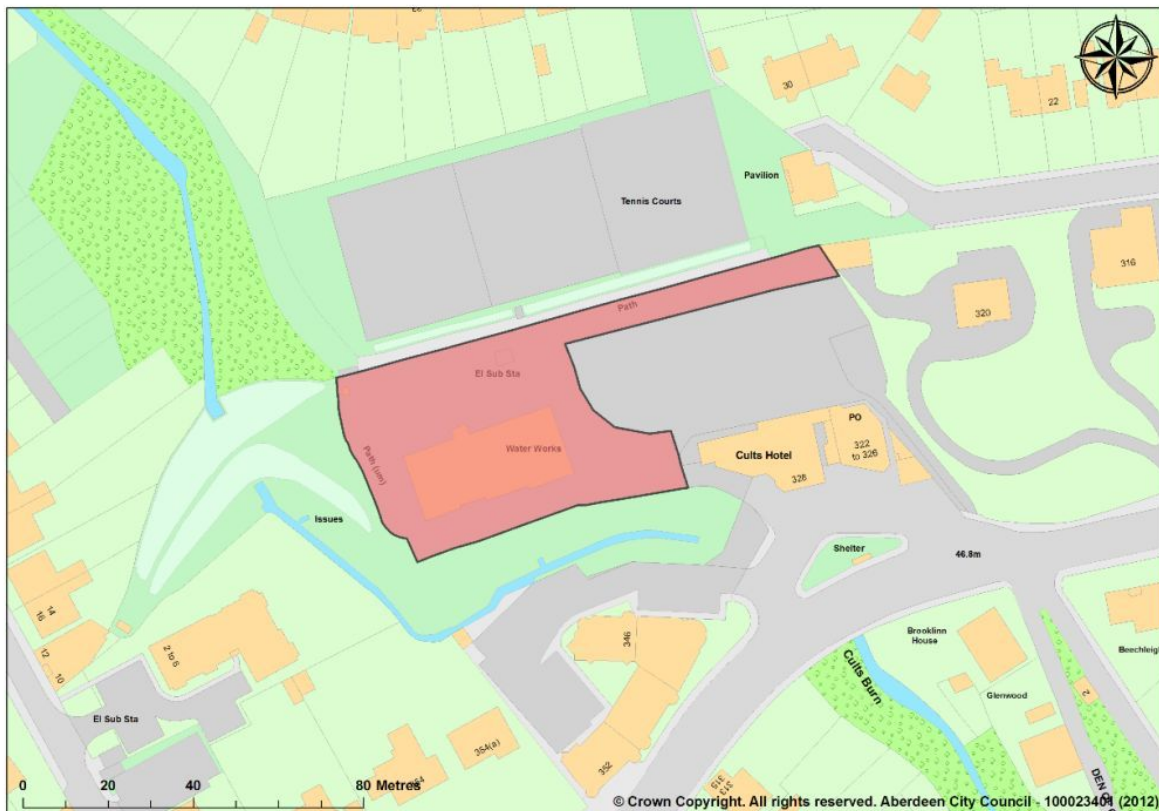 30
22
Pavilion
Tennis Courts
316
Path
320
El Sub Sta
PO
Water Works
322
to 326
Cults Hotel
328
Path (um)
Issues
Shelter
46.8m
14
16
12
10
2 to 6
346
Brooklinn
House
Beechleigh
Cults Burn
Glenwood
2
El Sub Sta
354(a)
352
0 20 40 80 Metres
© Crown Copyright. All rights reserved. Aberdeen City Council - 100023401 (2012)